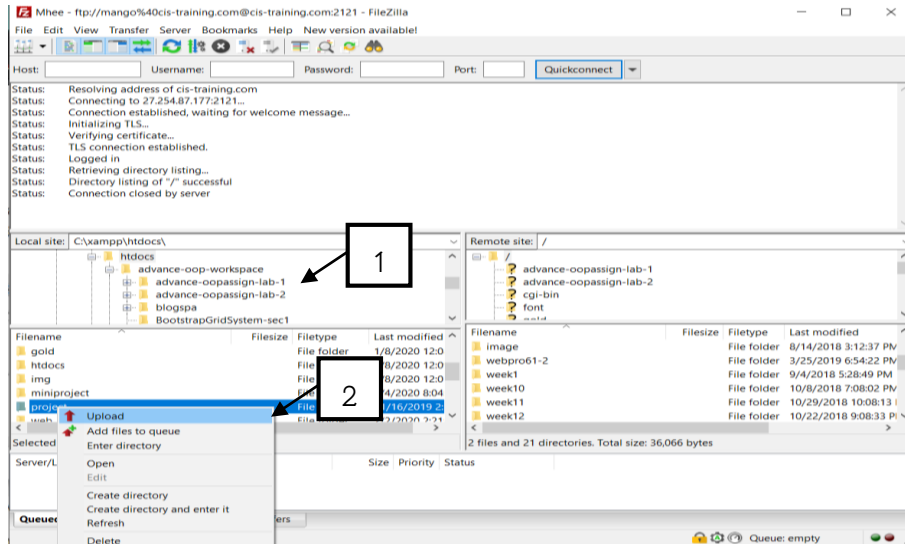 Mhee - ftp://mango%40cis-training.com@cis-training.com:2121 - FileZilla
File Edit View Transfer Server Bookmarks Help New version available!
Host: Username: Password: Port: Quickconnect
Status: Resolving address of cis-training.com
Status: Connecting to 27.254.87.177:2121...
Status: Connection established, waiting for welcome message...
Status: Initializing TLS...
Status: Verifying certificate...
Status: TLS connection established.
Status: Logged in
Status: Retrieving directory listing...
Status: Directory listing of "/" successful
Status: Connection closed by server
Local site: C:\xampp\htdocs\
htdocs
advance-oop-workspace
advance-oopassign-lab-1
advance-oopassign-lab-2
blogspa
BootstrapGridSystem-sec1
1
Filename Filesize Filetype Last modified
gold File folder 1/8/2020 12:0
htdocs /8/2020 12:0
img /8/2020 12:0
miniproject /4/2020 8:04
project /16/2019 2:
web
2
Upload
Add files to queue
Enter directory
Open
Edit
Create directory
Create directory and enter it
Refresh
Delete
Selected
Remote site: /
/
advance-oopassign-lab-1
advance-oopassign-lab-2
cgi-bin
font
Filename Filesize Filetype Last modified
image File folder 8/14/2018 3:12:37 PM
webpro61-2 File folder 3/25/2019 6:54:22 PM
week1 File folder 9/4/2018 5:28:49 PM
week10 File folder 10/8/2018 7:08:02 PM
week11 File folder 10/29/2018 10:08:13
week12 File folder 10/22/2018 9:08:33 P
2 files and 21 directories. Total size: 36,066 bytes
Server/L Size Priority Status
Queued ers
Queue: empty